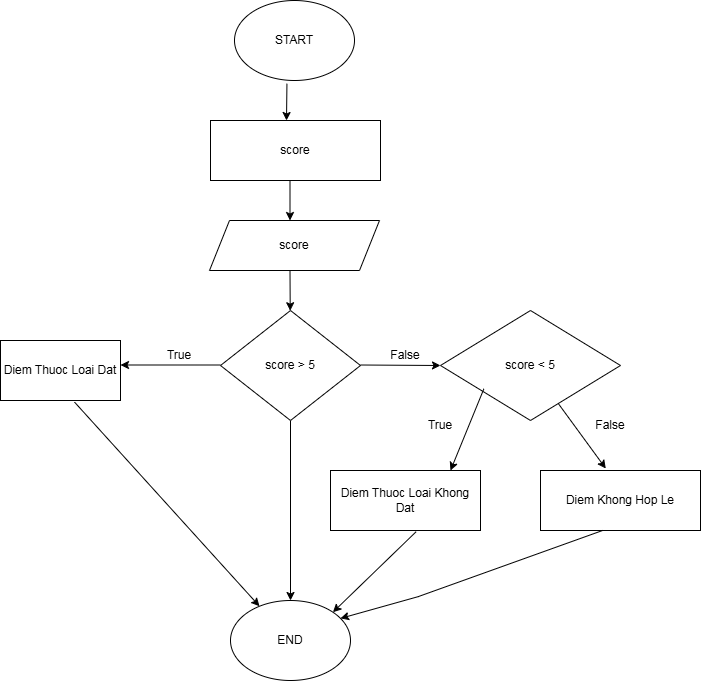 START
score
score
score > 5
True
False
Diem Thuoc Loai Dat
score < 5
True
False
Diem Thuoc Loai Khong
Dat
Diem Khong Hop Le
END